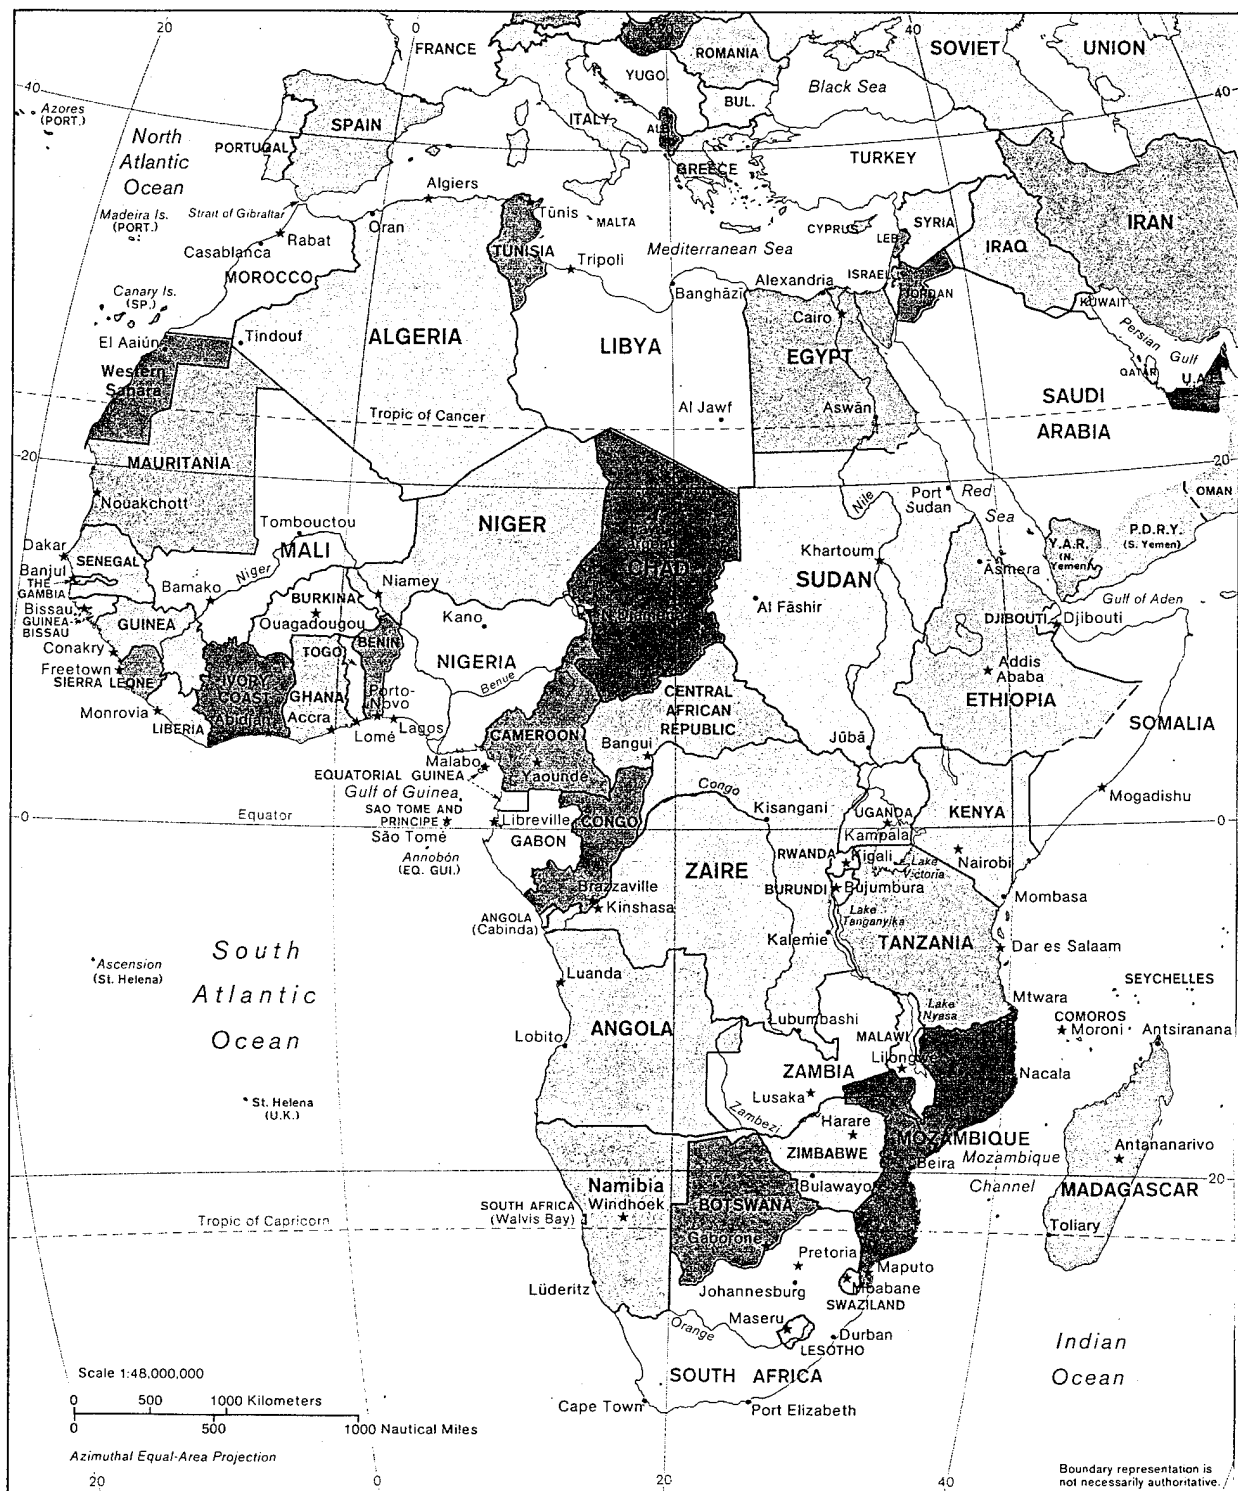 20
0
20
40
FRANCE
ROMANIA
SOVIET
UNION
YUGO.
40
Azores
(PORT.)
Black Sea
40
BUL.
North
Atlantic
Ocean
SPAIN
ITALY
ALB.
PORTUGAL
GREECE
TURKEY
Algiers
Madeira Is.
(PORT.)
Strait of Gibraltar
Tunis
MALTA
CYPRUS
SYRIA
IRAN
Oran
Rabat
LEB.
IRAQ
Casablanca
TUNISIA
Mediterranean Sea
MOROCCO
Tripoli
Alexandria
ISRAEL
JORDAN
Canary Is.
(SP.)
Banghāzī
KUWAIT
Cairo
El Aaiún
Tindouf
ALGERIA
LIBYA
EGYPT
Persian
Gulf
Western
Sahara
QATAR
U.A.
SAUDI
ARABIA
Tropic of Cancer
Al Jawf
Aswān
20
MAURITANIA
20
Nouakchott
NIGER
Nile
Port
Sudan
Red
Sea
OMAN
P.D.R.Y.
(S. Yemen)
Tombouctou
MALI
Dakar
SENEGAL
Y.A.R.
(N.
Yemen)
Banjul
THE
GAMBIA
Niger
Niamey
CHAD
Khartoum
SUDAN
Asmera
Bamako
Bissau
GUINEA-
BISSAU
BURKINA
Ouagadougou
Al Fāshir
Gulf of Aden
GUINEA
Kano
DJIBOUTI
Djibouti
Conakry
BENIN
TOGO
NIGERIA
Freetown
SIERRA LEONE
IVORY
COAST
Abidjan
GHANA
Benue
Addis
Ababa
Porto-
Novo
CENTRAL
AFRICAN
REPUBLIC
ETHIOPIA
Monrovia
LIBERIA
Accra
Lomé
Lagos
SOMALIA
CAMEROON
Bangui
Jūbā
Malabo
Yaoundé
EQUATORIAL GUINEA
Gulf of Guinea
Congo
Kisangani
Mogadishu
SAO TOME AND
PRINCIPE
UGANDA
KENYA
0
Equator
Libreville
CONGO
Kampala
0
São Tomé
GABON
RWANDA
Kigali
Lake
Victoria
Nairobi
Annobón
(EQ. GUI.)
ZAIRE
BURUNDI
Bujumbura
Brazzaville
Mombasa
Kinshasa
ANGOLA
(Cabinda)
Lake
Tanganyika
Kalemie
TANZANIA
Dar es Salaam
South
Atlantic
Ocean
Ascension
(St. Helena)
Luanda
SEYCHELLES
Lake
Nyasa
Mtwara
Lubumbashi
COMOROS
Moroni
Antsiranana
ANGOLA
Lobito
MALAWI
Lilongwe
ZAMBIA
Nacala
Lusaka
St. Helena
(U.K.)
Zambezi
Harare
MOZAMBIQUE
ZIMBABWE
Beira
Mozambique
Channel
Antananarivo
Namibia
Windhoek
Bulawayo
20
MADAGASCAR
SOUTH AFRICA
(Walvis Bay)
BOTSWANA
Tropic of Capricorn
Gaborone
Toliary
Pretoria
Maputo
Lüderitz
Johannesburg
Mbabane
SWAZILAND
Orange
Maseru
Durban
LESOTHO
Indian
Ocean
Scale 1:48,000,000
SOUTH AFRICA
0 500 1000 Kilometers
Cape Town
Port Elizabeth
0 500 1000 Nautical Miles
Azimuthal Equal-Area Projection
Boundary representation is
not necessarily authoritative.
20
0
20
40